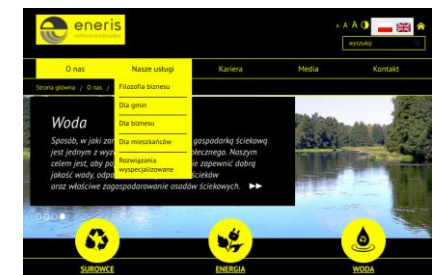 eneris
ochrona środowiska
A A A
wyszukaj
O nas Nasze usługi Kariera Media Kontakt
Strona główna / O nas /
Filozofia biznesu
Dla gmin
Dla biznesu
Dla mieszkańców
Rozwiązania
wyspecjalizowane
Woda
Sposób, w jaki zar gospodarką ściekową
jest jednym z wyz połecznego. Naszym
celem jest, aby po ie zapewnić dobrą
jakość wody, odpo ścieków
oraz właściwe zagospodarowanie osadów ściekowych.
SUROWCE ENERGIA WODA